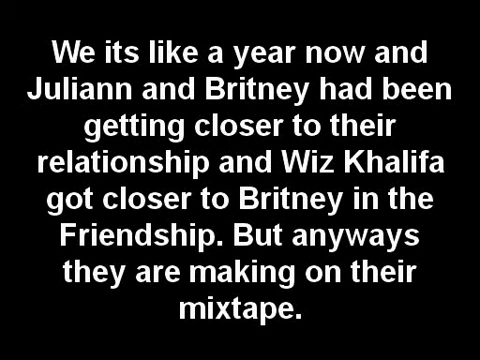 We its like a year now and
Juliann and Britney had been
getting closer to their
relationship and Wiz Khalifa
got closer to Britney in the
Friendship. But anyways
they are making on their
mixtape.